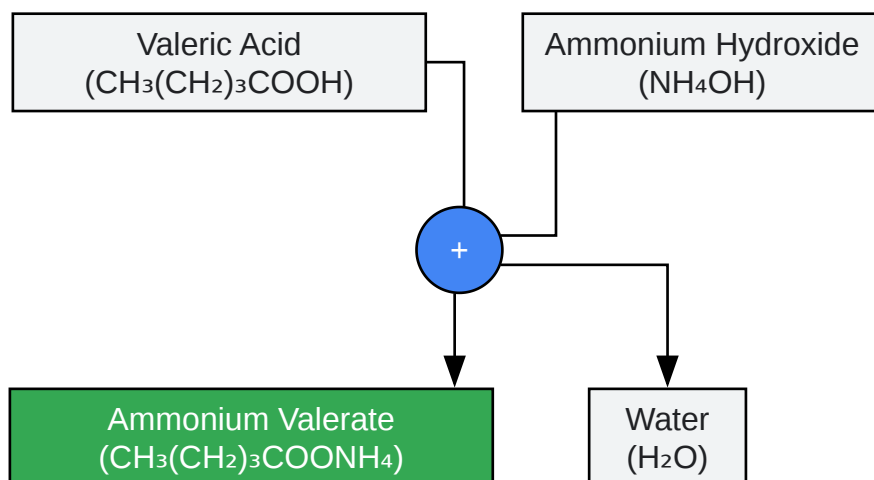 Valeric Acid
(CH₃(CH₂)₃COOH)
Ammonium Hydroxide
(NH₄OH)
+
Ammonium Valerate
(CH₃(CH₂)₃COONH₄)
Water
(H₂O)